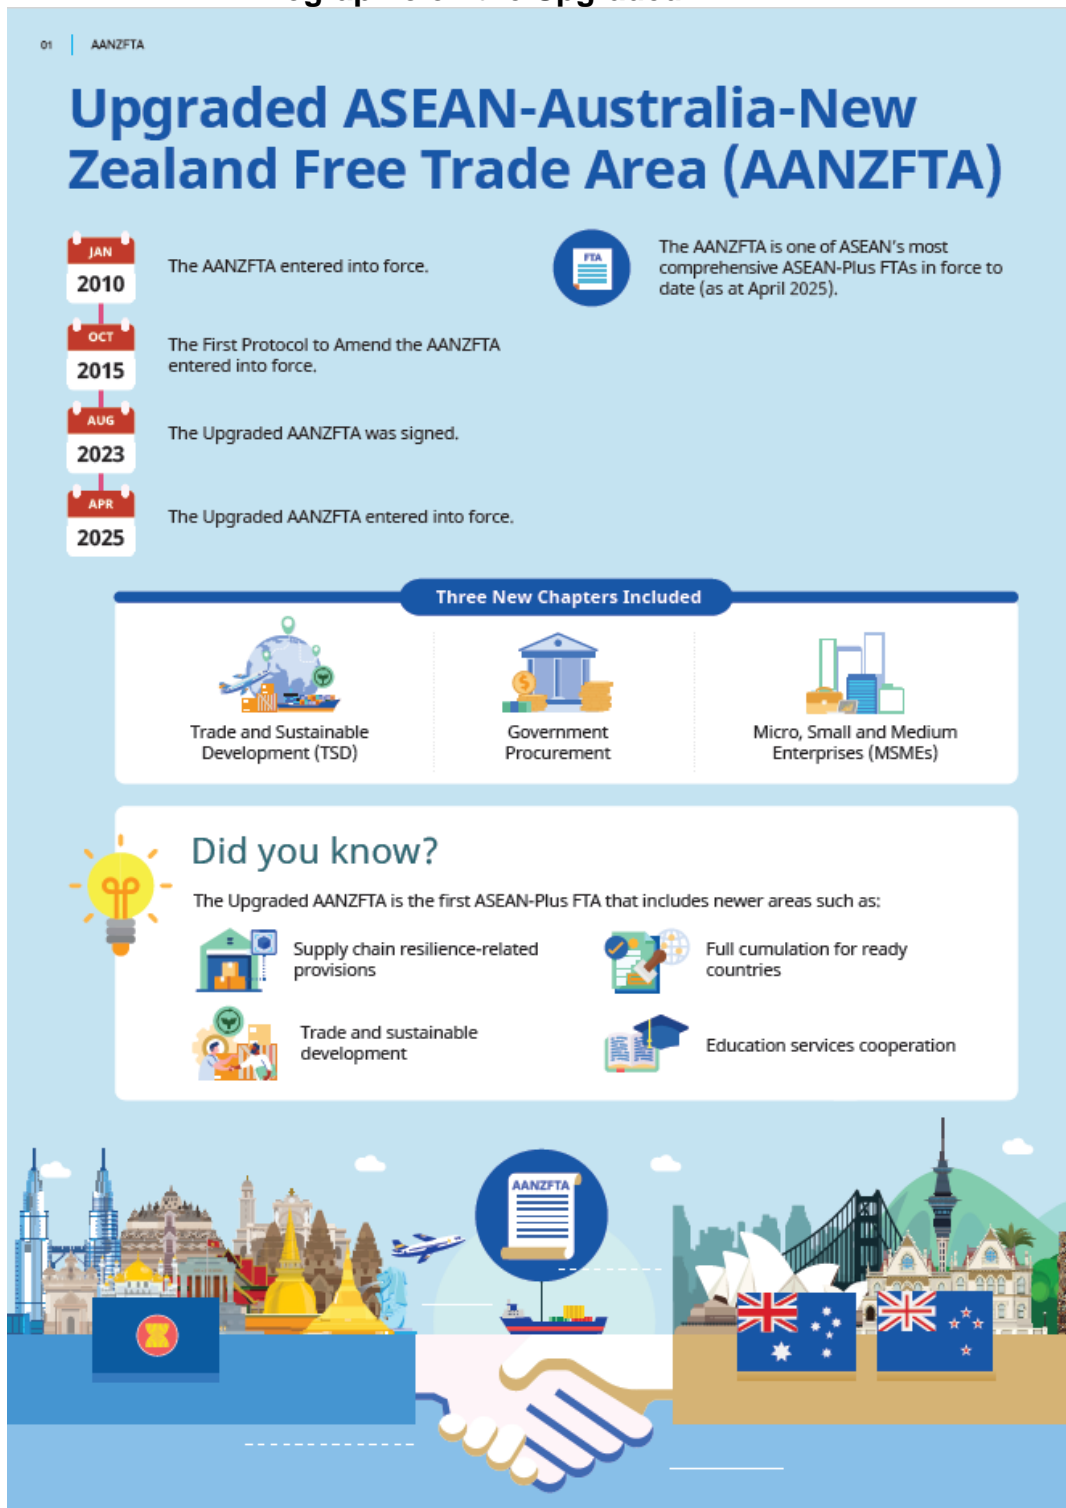 01
AANZFTA
Upgraded ASEAN-Australia-New
Zealand Free Trade Area (AANZFTA)
JAN
2010
The AANZFTA entered into force.
OCT
2015
The First Protocol to Amend the AANZFTA
entered into force.
AUG
2023
The Upgraded AANZFTA was signed.
APR
2025
The Upgraded AANZFTA entered into force.
FTA
The AANZFTA is one of ASEAN's most
comprehensive ASEAN-Plus FTAs in force to
date (as at April 2025).
Three New Chapters Included
Trade and Sustainable
Development (TSD)
Government
Procurement
Micro, Small and Medium
Enterprises (MSMEs)
Did you know?
The Upgraded AANZFTA is the first ASEAN-Plus FTA that includes newer areas such as:
Supply chain resilience-related
provisions
Full cumulation for ready
countries
Trade and sustainable
development
Education services cooperation
AANZFTA